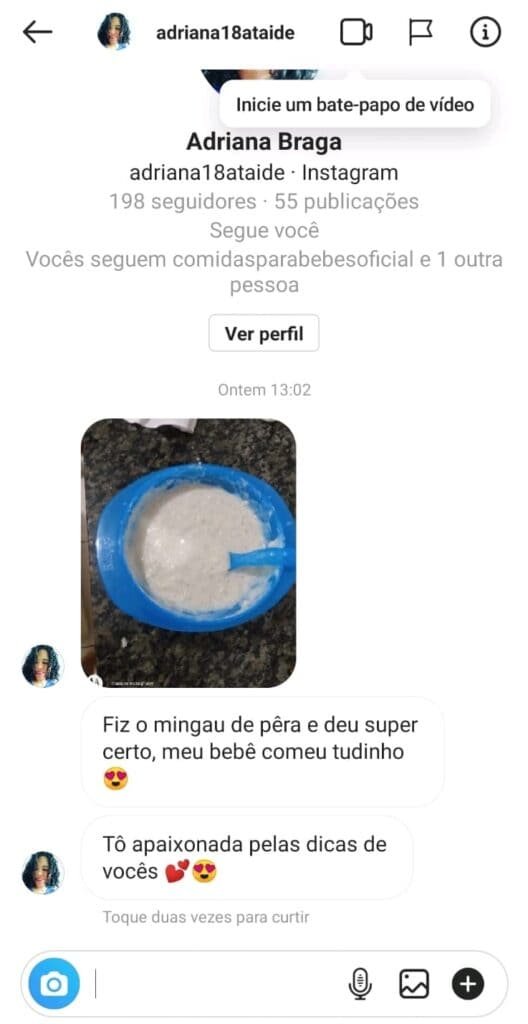 adriana18ataide
Inicie um bate-papo de vídeo
Adriana Braga
adriana18ataide · Instagram
198 seguidores · 55 publicações
Segue você
Vocês seguem comidasparabebesoficial e 1 outra
pessoa
Ver perfil
Ontem 13:02
Fiz o mingau de pêra e deu super
certo, meu bebê comeu tudinho
😍
Tô apaixonada pelas dicas de
vocês 💕😍
Toque duas vezes para curtir